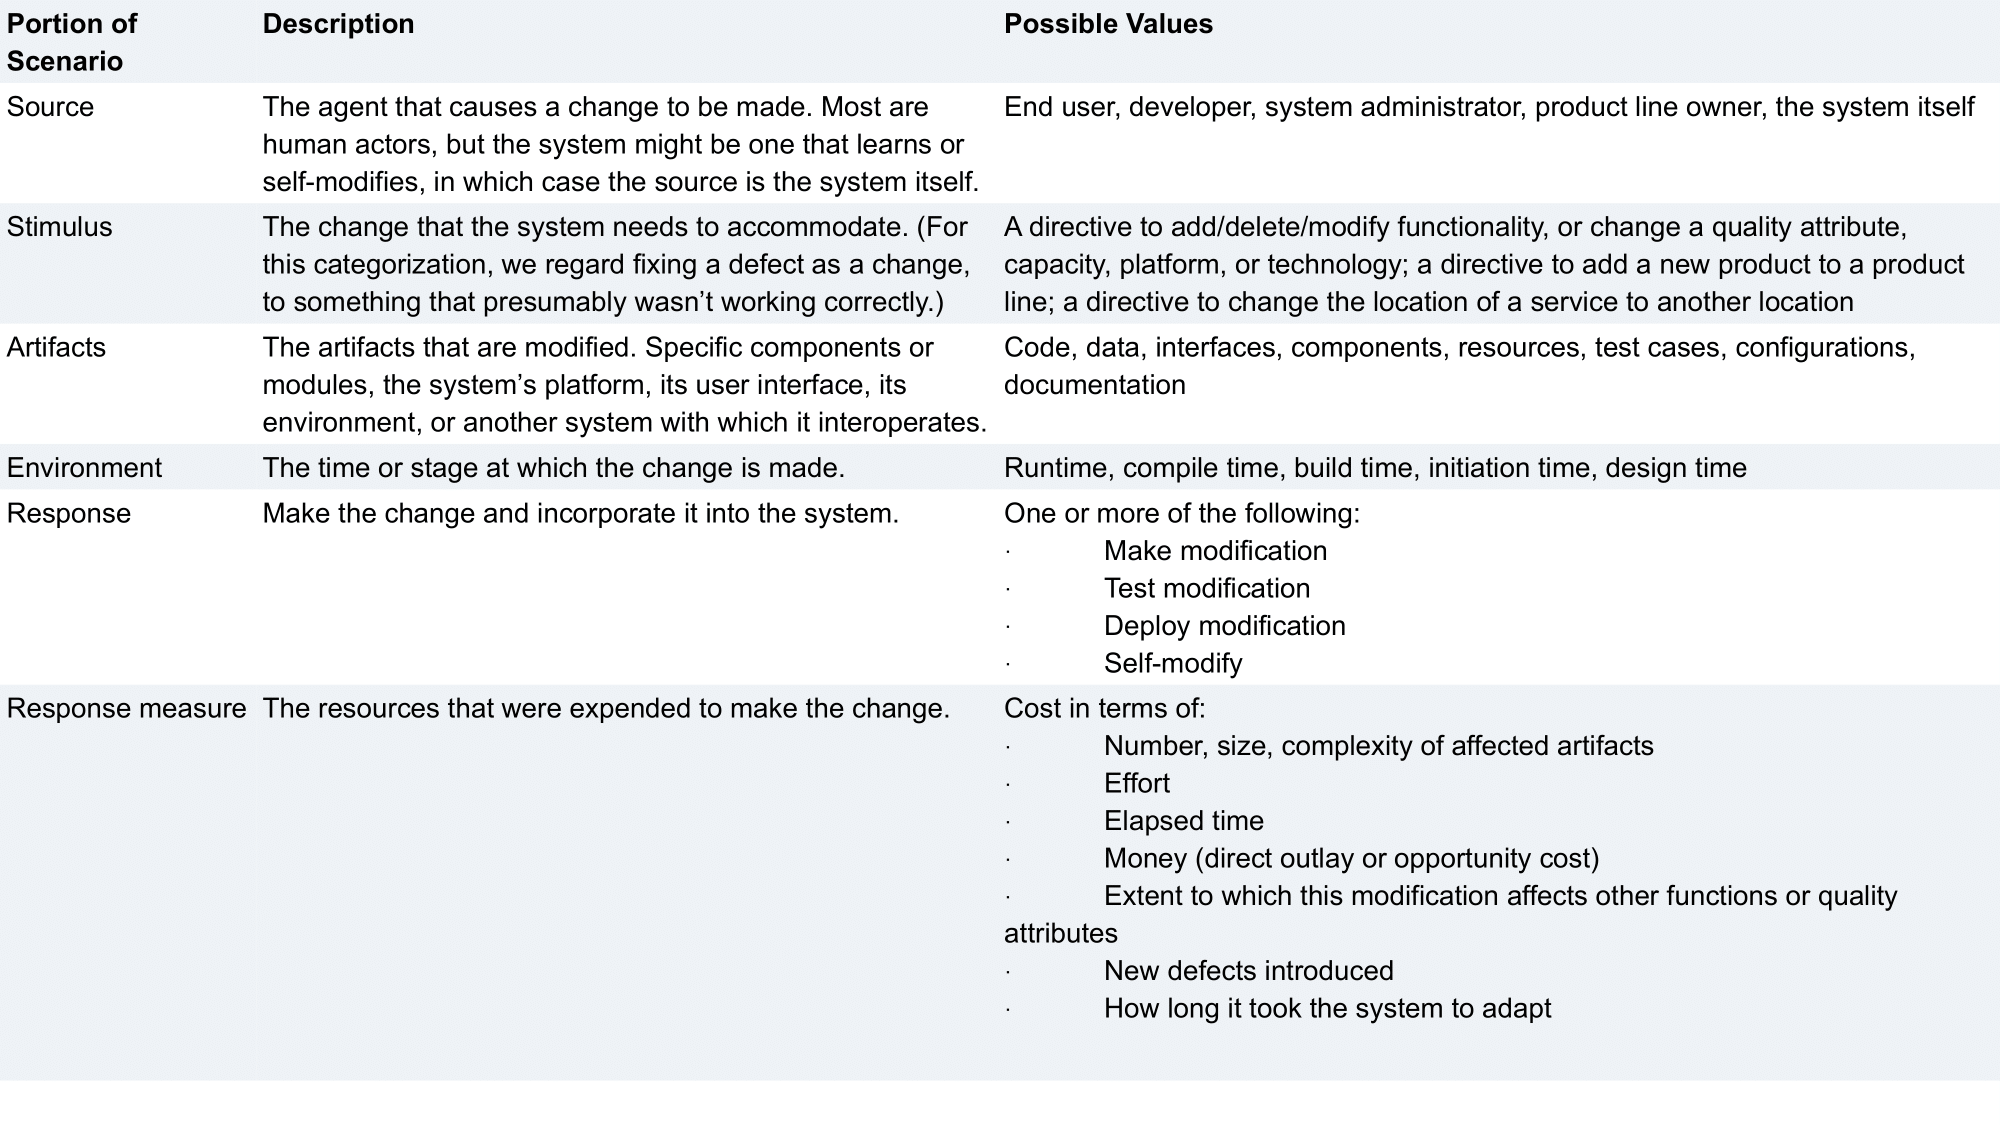 Portion of
Scenario
Description
Possible Values
Source
The agent that causes a change to be made. Most are
human actors, but the system might be one that learns or
self-modifies, in which case the source is the system itself.
End user, developer, system administrator, product line owner, the system itself
Stimulus
The change that the system needs to accommodate. (For
this categorization, we regard fixing a defect as a change,
to something that presumably wasn’t working correctly.)
A directive to add/delete/modify functionality, or change a quality attribute,
capacity, platform, or technology; a directive to add a new product to a product
line; a directive to change the location of a service to another location
Artifacts
The artifacts that are modified. Specific components or
modules, the system’s platform, its user interface, its
environment, or another system with which it interoperates.
Code, data, interfaces, components, resources, test cases, configurations,
documentation
Environment
The time or stage at which the change is made.
Runtime, compile time, build time, initiation time, design time
Response
Make the change and incorporate it into the system.
One or more of the following:
· Make modification
· Test modification
· Deploy modification
· Self-modify
Response measure
The resources that were expended to make the change.
Cost in terms of:
· Number, size, complexity of affected artifacts
· Effort
· Elapsed time
· Money (direct outlay or opportunity cost)
· Extent to which this modification affects other functions or quality
attributes
· New defects introduced
· How long it took the system to adapt